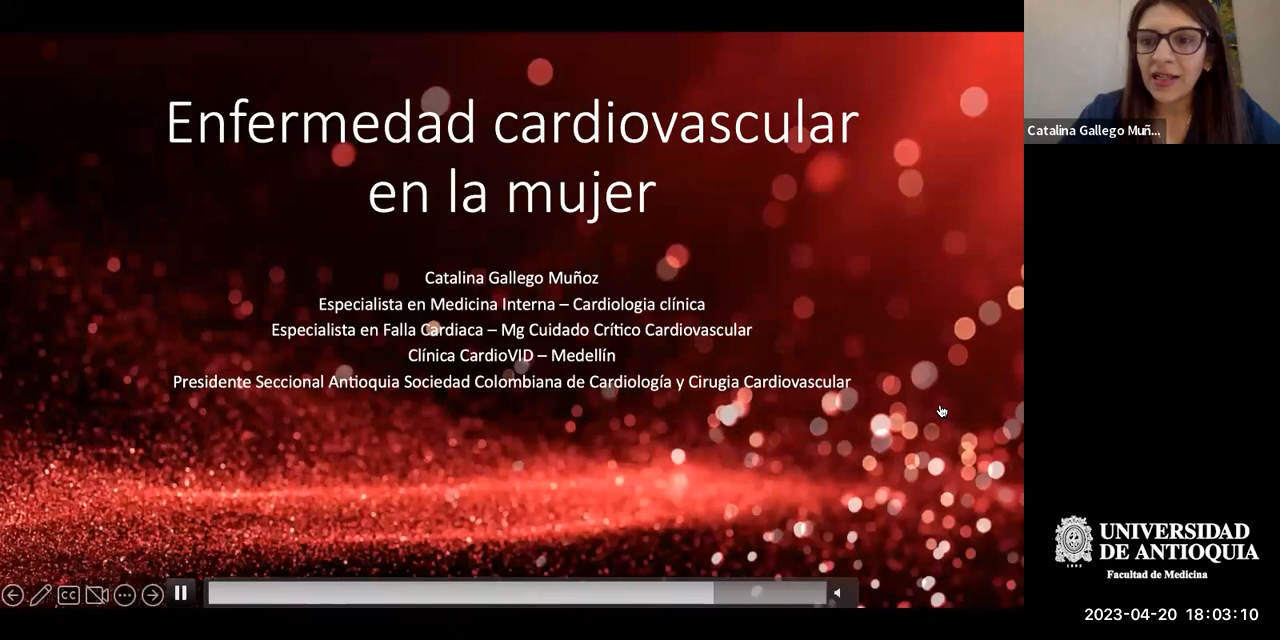 Enfermedad cardiovascular
en la mujer
Catalina Gallego Muñoz
Especialista en Medicina Interna – Cardiologia clínica
Especialista en Falla Cardiaca – Mg Cuidado Crítico Cardiovascular
Clínica CardioVID – Medellín
Presidente Seccional Antioquia Sociedad Colombiana de Cardiología y Cirugia Cardiovascular
CC
Catalina Gallego Muñ...
UNIVERSIDAD
DE ANTIOQUIA
1803
Facultad de Medicina
2023-04-20 18:03:10